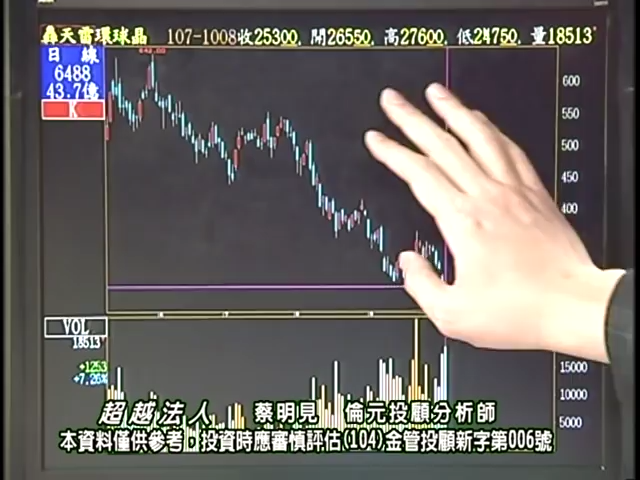 轟天雷環球晶 107-1008收25300, 開26550, 高27600, 低24750, 量18513
日 線
6488
43.7億
K
642.00
600
550
500
450
400
VOL
18513
+1253
+7.26%
15000
10000
5000
超越法人 蔡明見 倫元投顧分析師
本資料僅供參考，投資時應審慎評估(104)金管投顧新字第006號